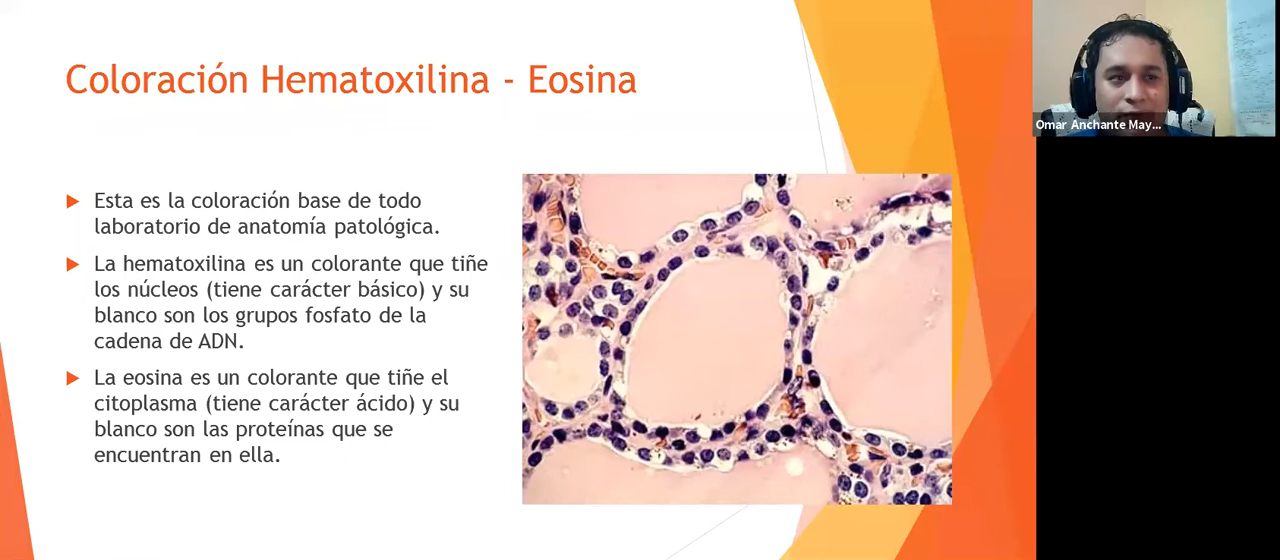 Coloración Hematoxilina - Eosina
Omar Anchante May...
Esta es la coloración base de todo
laboratorio de anatomía patológica.
La hematoxilina es un colorante que tiñe
los núcleos (tiene carácter básico) y su
blanco son los grupos fosfato de la
cadena de ADN.
La eosina es un colorante que tiñe el
citoplasma (tiene carácter ácido) y su
blanco son las proteínas que se
encuentran en ella.